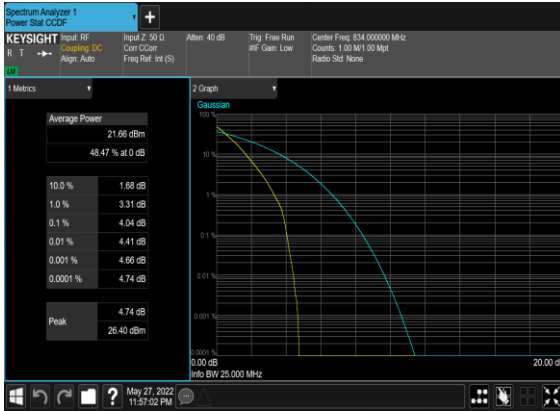 Spectrum Analyzer 1
Power Stat CCDF
+
KEYSIGHT
R T
Input: RF
Coupling: DC
Align: Auto
Input Z: 50 Ω
Corr CCorr
Freq Ref: Int (S)
Atten: 40 dB
Trig: Free Run
#IF Gain: Low
Center Freq: 834.000000 MHz
Counts: 1.00 M/1.00 Mpt
Radio Std: None
1 Metrics
Average Power
21.66 dBm
48.47 % at 0 dB
10.0 % 1.68 dB
1.0 % 3.31 dB
0.1 % 4.04 dB
0.01 % 4.41 dB
0.001 % 4.66 dB
0.0001 % 4.74 dB
Peak
4.74 dB
26.40 dBm
2 Graph
Gaussian
100 %
10 %
1 %
0.1 %
0.01 %
0.001 %
0.0001 %
0.00 dB
20.00 d
Info BW 25.000 MHz
?
May 27, 2022
11:57:02 PM